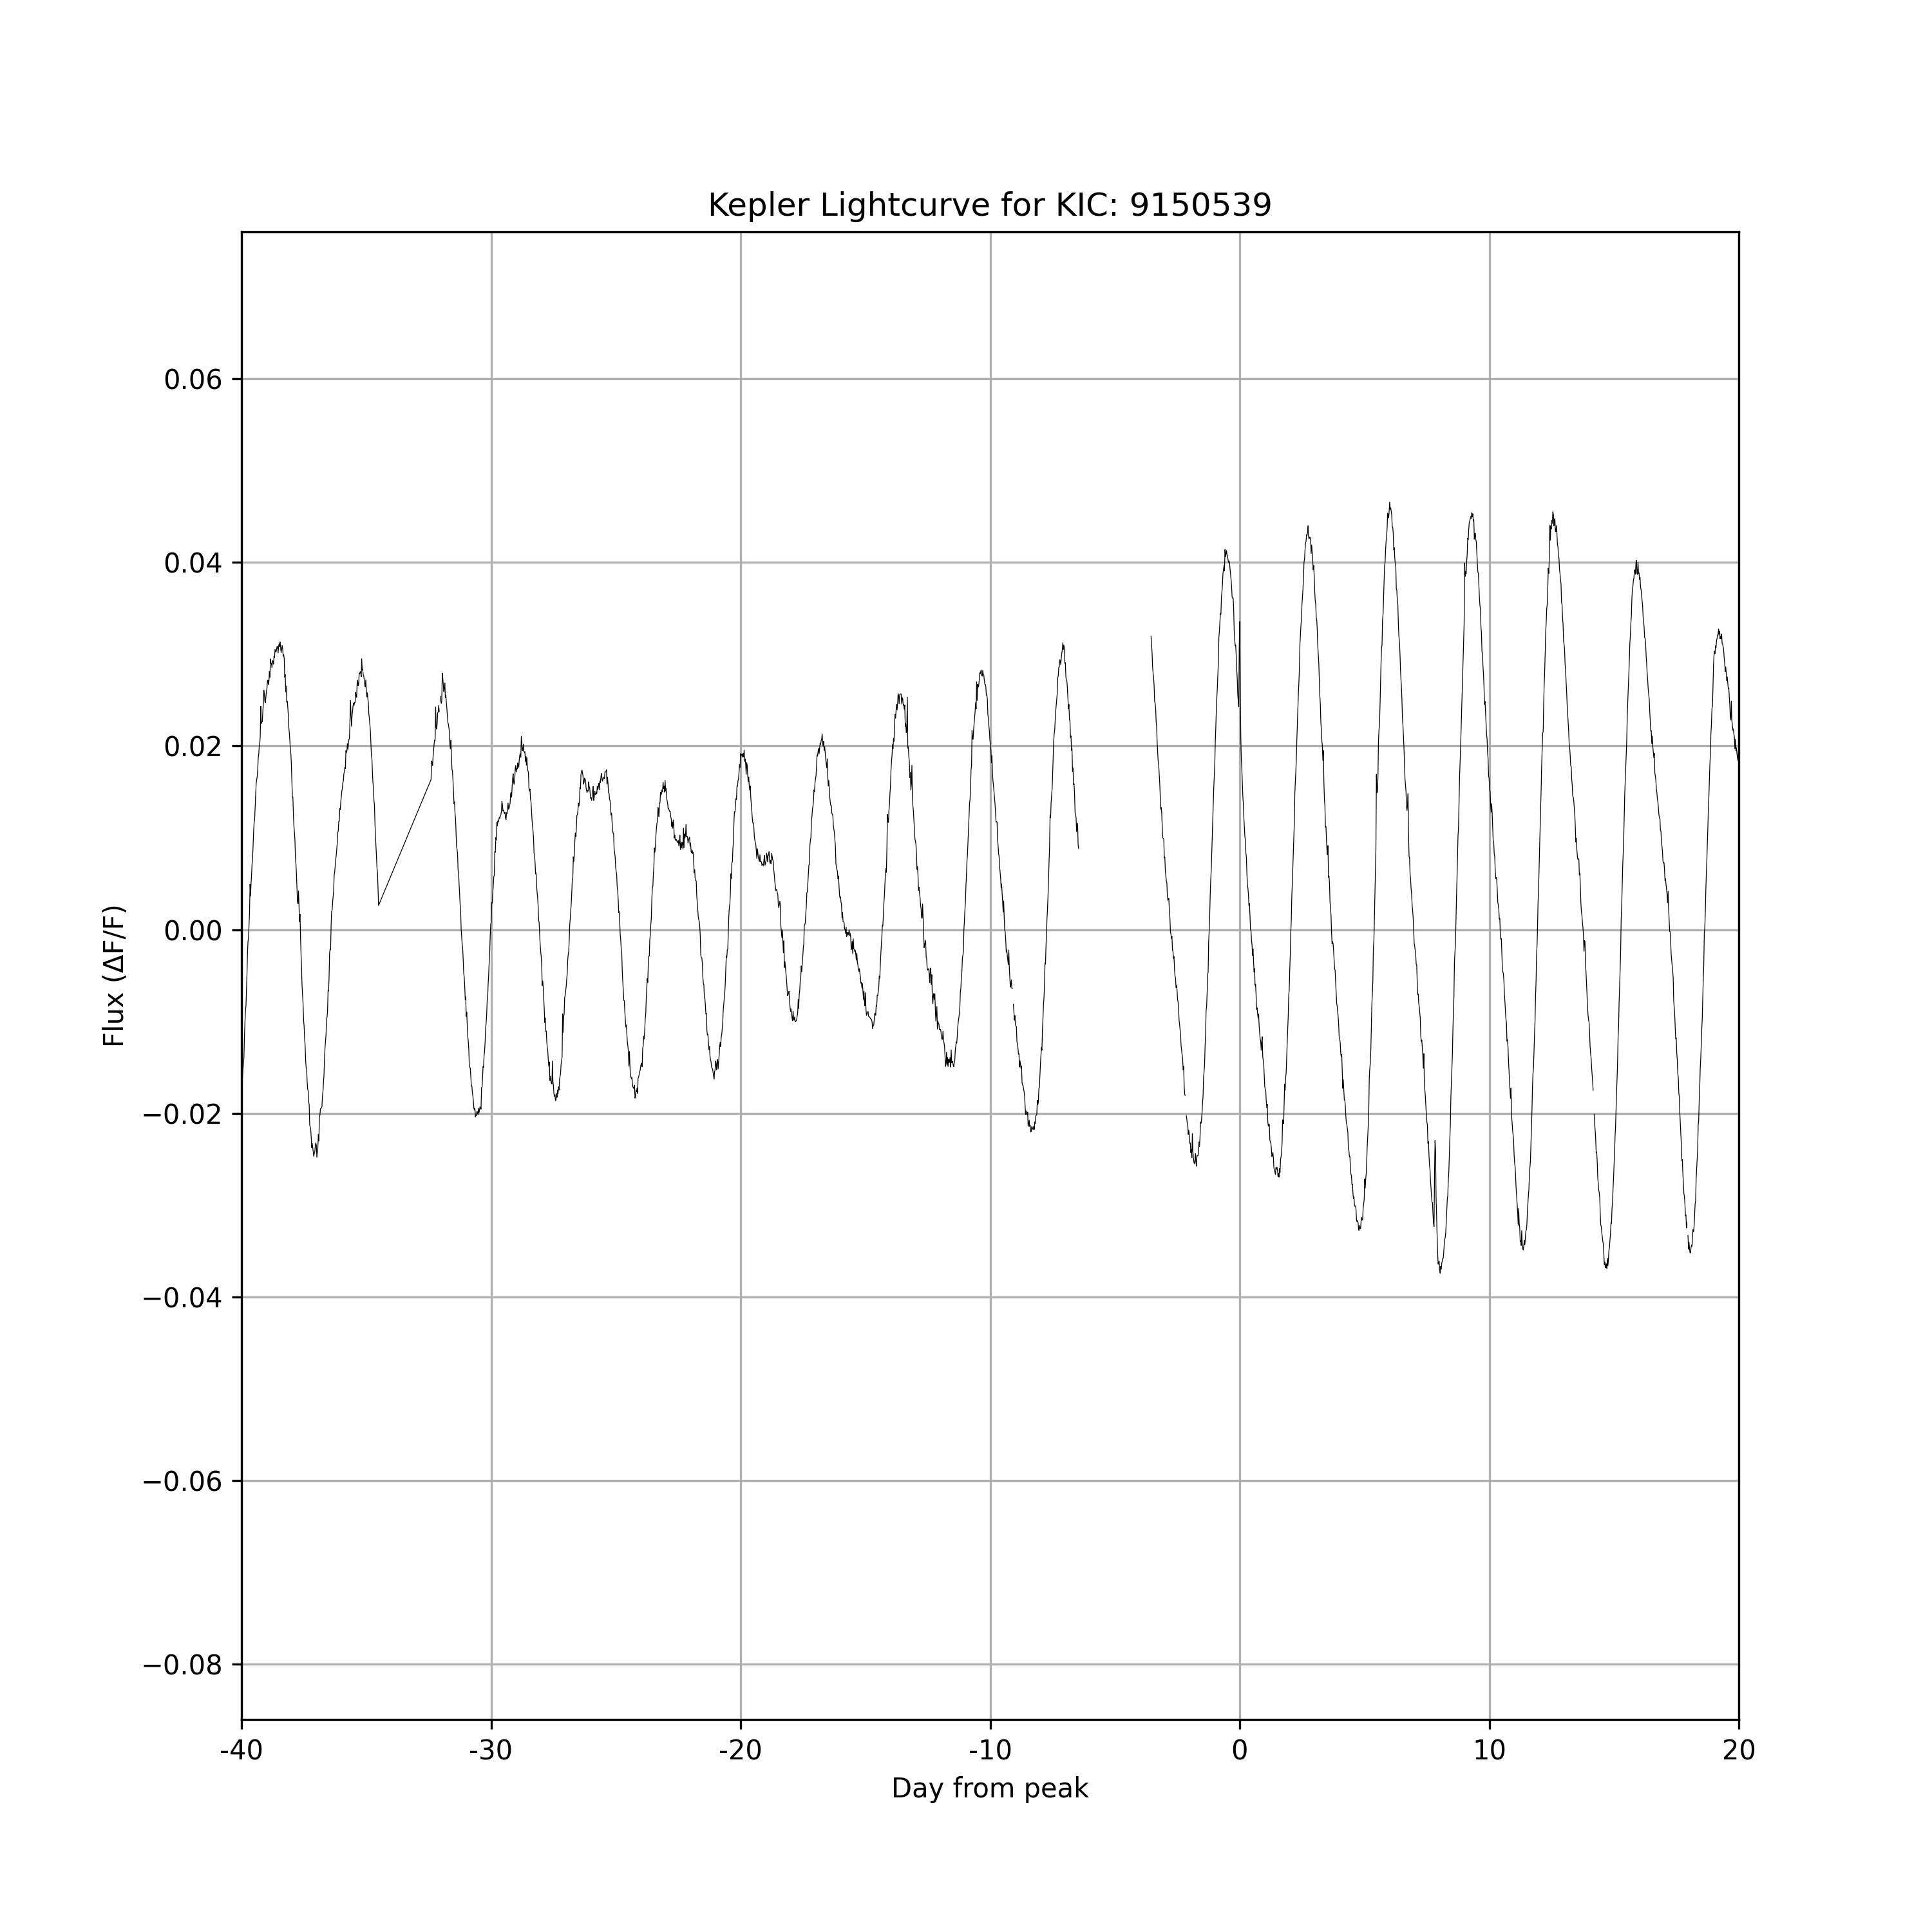 Kepler Lightcurve for KIC: 9150539
Flux (ΔF/F)
0.06
0.04
0.02
0.00
−0.02
−0.04
−0.06
−0.08
-40 -30 -20 -10 0 10 20
Day from peak